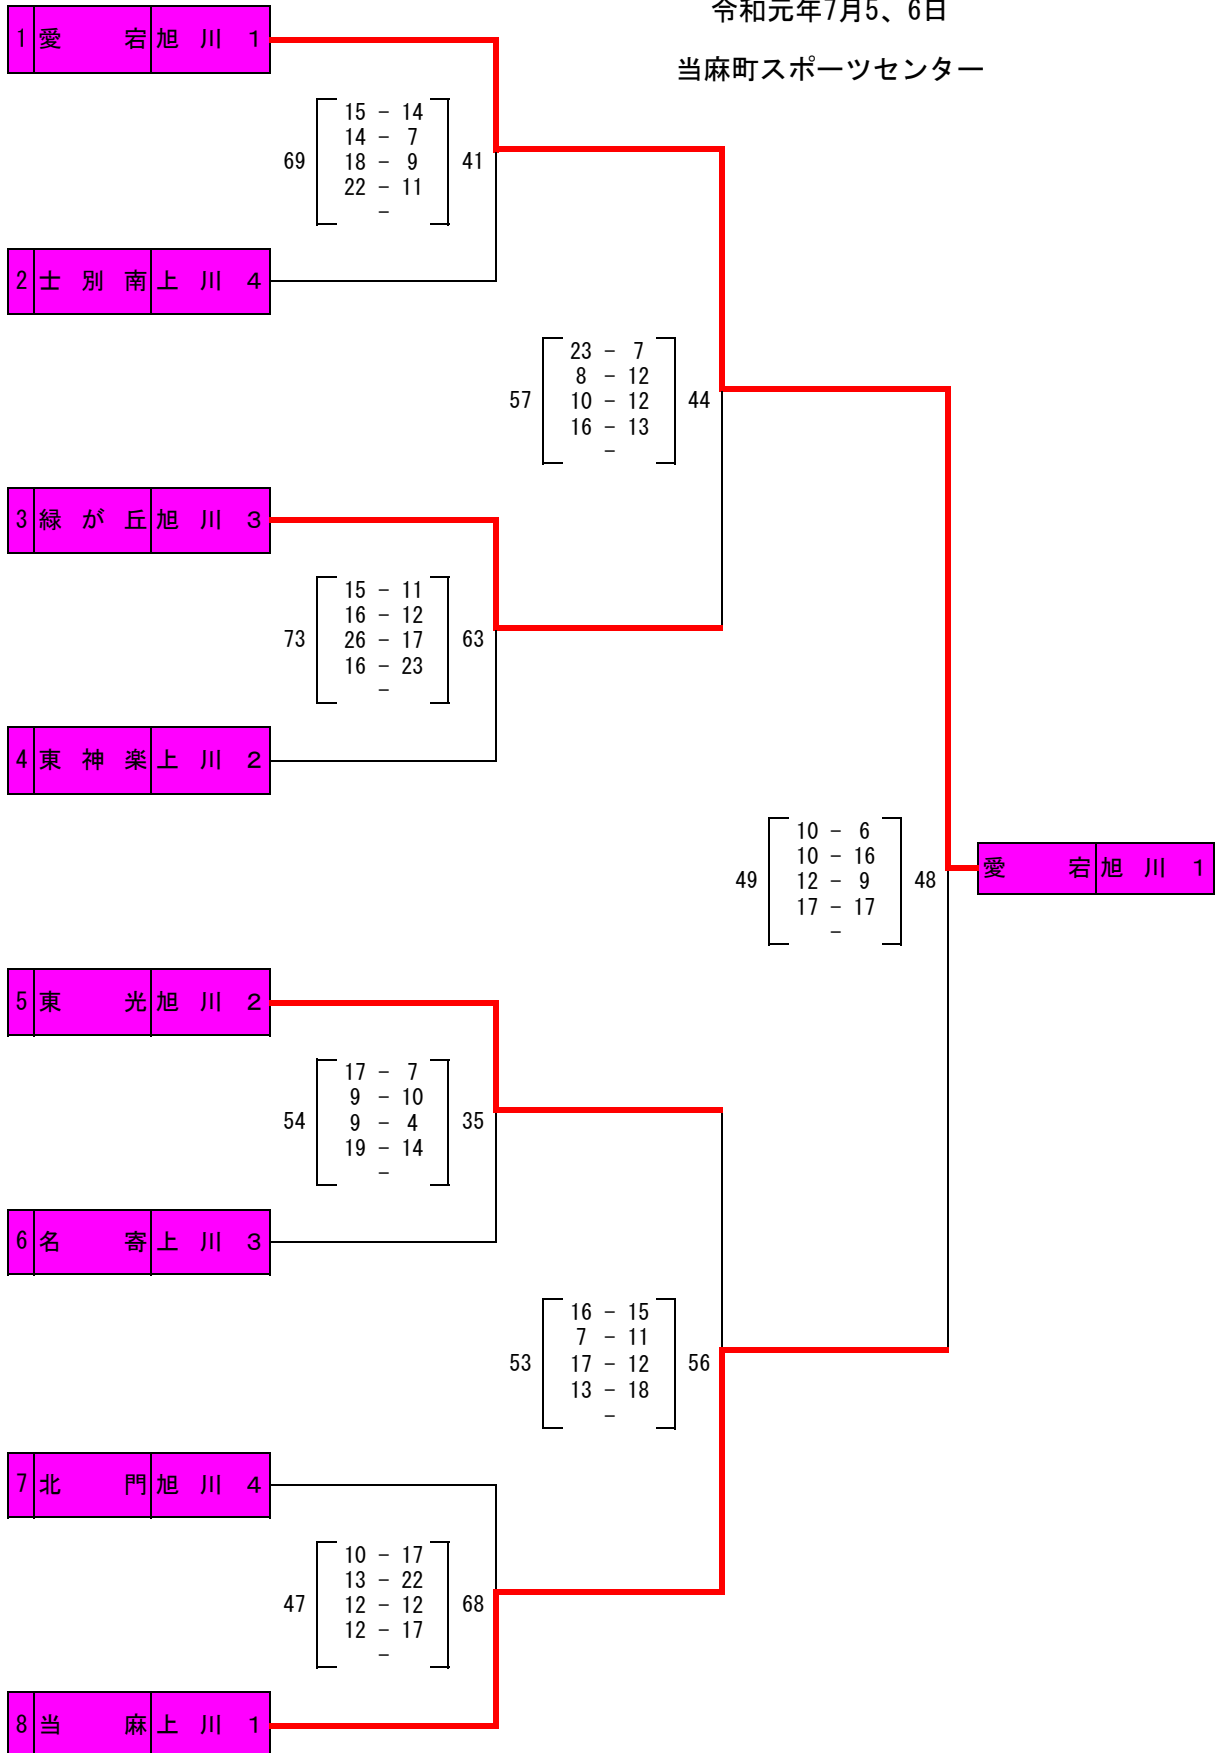 令和元年7月5、6日
当麻町スポーツセンター
1 愛 宕 旭 川 1
15 - 14
14 - 7
69 18 - 9 41
22 - 11
-
2 士 別 南 上 川 4
23 - 7
8 - 12
57 10 - 12 44
16 - 13
-
3 緑 が 丘 旭 川 3
15 - 11
16 - 12
73 26 - 17 63
16 - 23
-
4 東 神 楽 上 川 2
10 - 6
10 - 16
49 12 - 9 48
17 - 17
-
愛 宕 旭 川 1
5 東 光 旭 川 2
17 - 7
9 - 10
54 9 - 4 35
19 - 14
-
6 名 寄 上 川 3
16 - 15
7 - 11
53 17 - 12 56
13 - 18
-
7 北 門 旭 川 4
10 - 17
13 - 22
47 12 - 12 68
12 - 17
-
8 当 麻 上 川 1